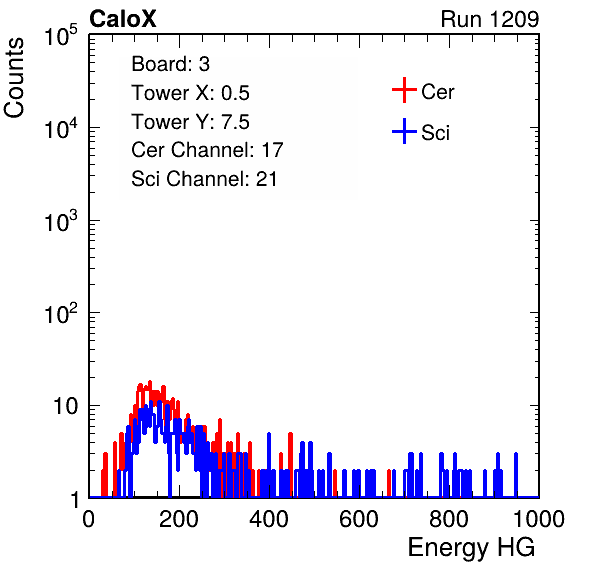 CaloX Run 1209
Counts
Board: 3
Tower X: 0.5
Tower Y: 7.5
Cer Channel: 17
Sci Channel: 21
Cer
Sci
10^5
10^4
10^3
10^2
10
1
0 200 400 600 800 1000
Energy HG